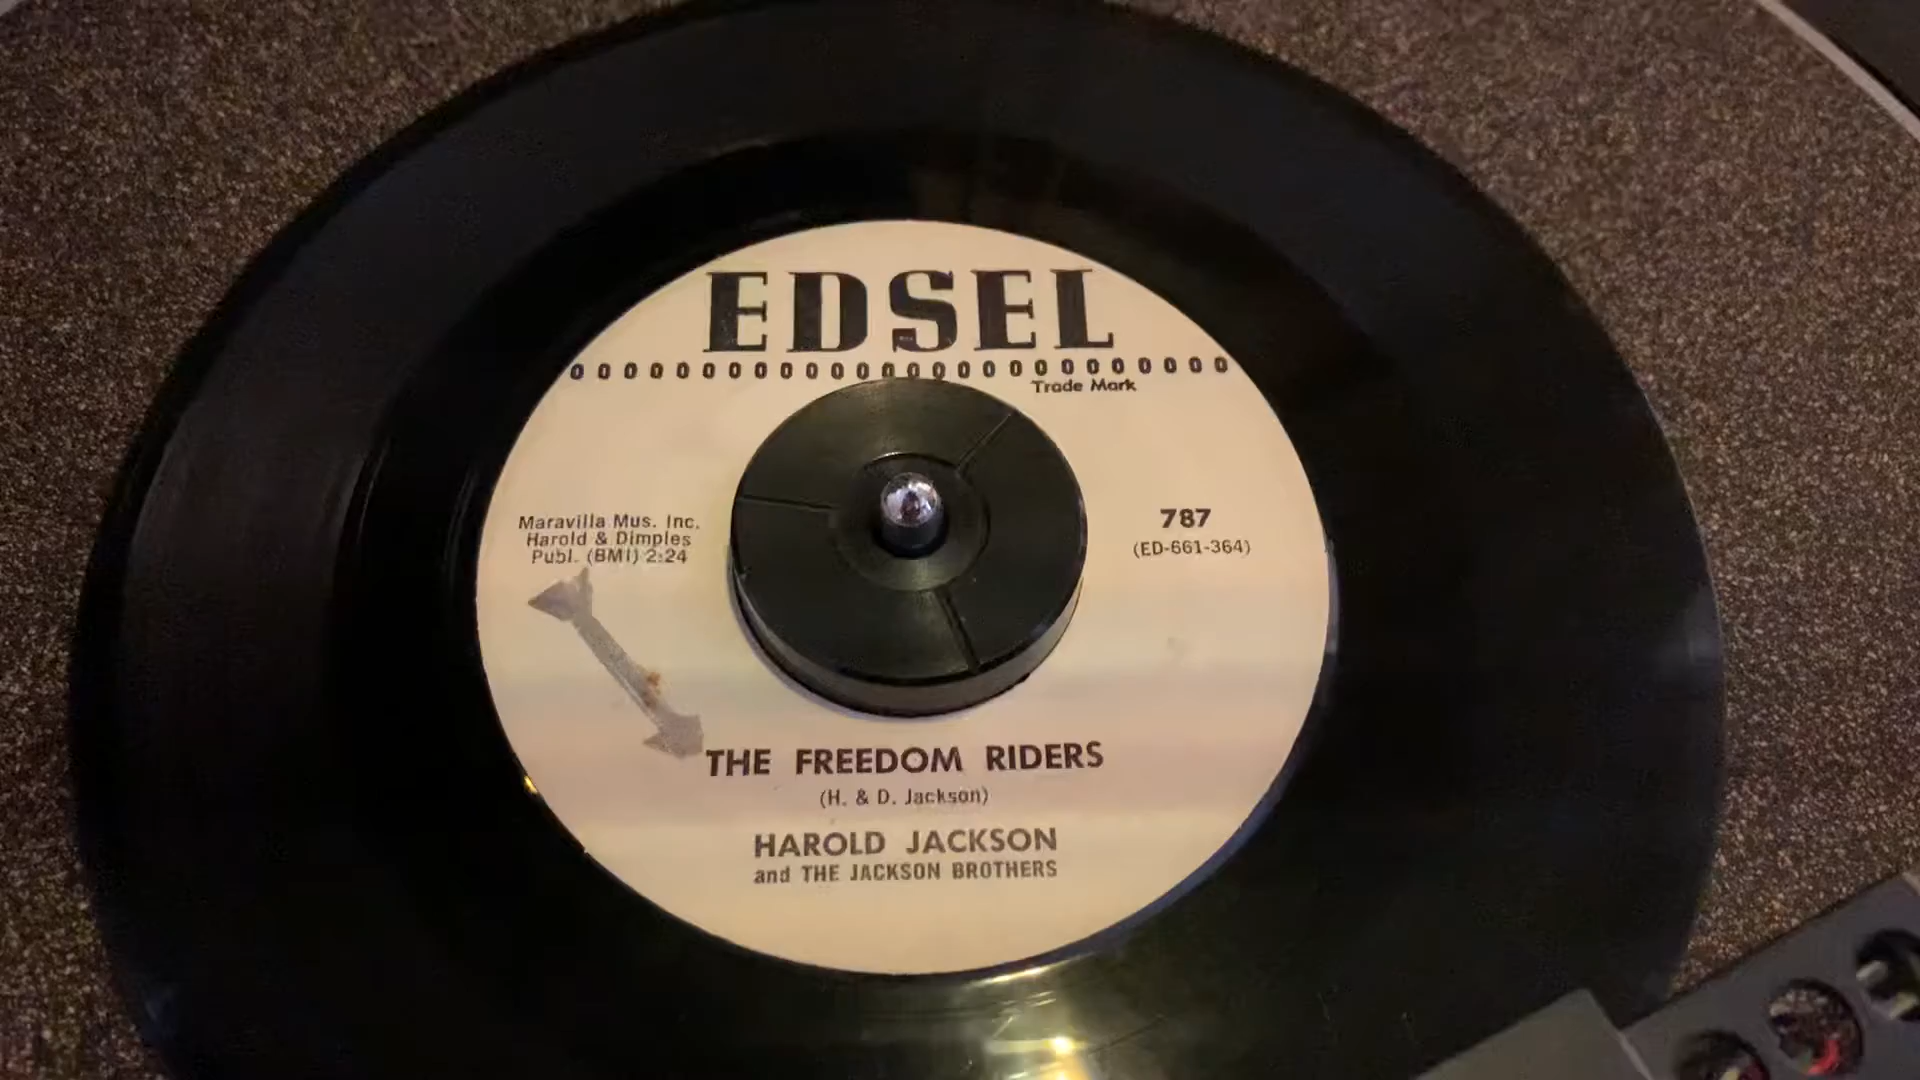 EDSEL
Trade Mark
Maravilla Mus. Inc.
Harold & Dimples
Publ. (BMI) 2:24
787
(ED-661-364)
THE FREEDOM RIDERS
(H. & D. Jackson)
HAROLD JACKSON
and THE JACKSON BROTHERS